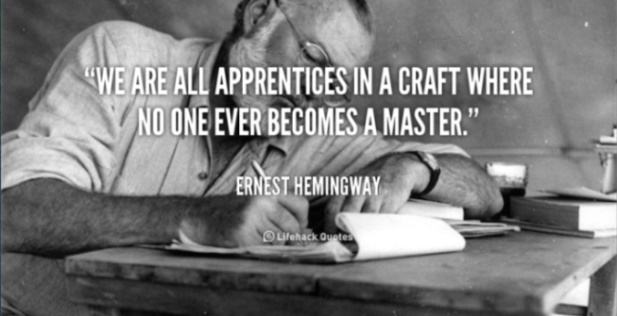 “WE ARE ALL APPRENTICES IN A CRAFT WHERE
NO ONE EVER BECOMES A MASTER.”
ERNEST HEMINGWAY
Lifehack Quotes